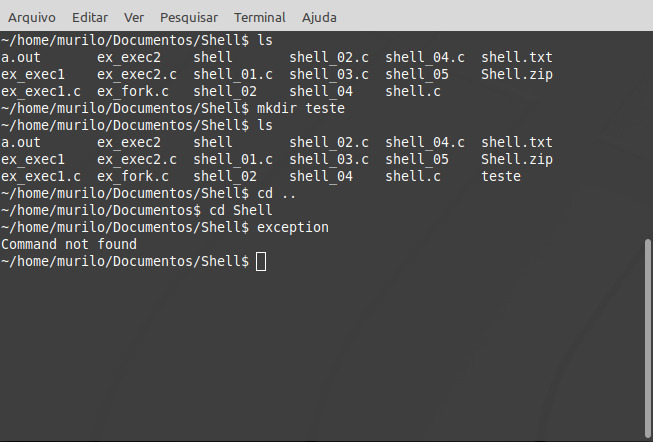 Arquivo Editar Ver Pesquisar Terminal Ajuda
~/home/murilo/Documentos/Shell$ ls
a.out       ex_exec2    shell       shell_02.c  shell_04.c  shell.txt
ex_exec1    ex_exec2.c  shell_01.c  shell_03.c  shell_05    Shell.zip
ex_exec1.c  ex_fork.c   shell_02    shell_04    shell.c
~/home/murilo/Documentos/Shell$ mkdir teste
~/home/murilo/Documentos/Shell$ ls
a.out       ex_exec2    shell       shell_02.c  shell_04.c  shell.txt
ex_exec1    ex_exec2.c  shell_01.c  shell_03.c  shell_05    Shell.zip
ex_exec1.c  ex_fork.c   shell_02    shell_04    shell.c     teste
~/home/murilo/Documentos/Shell$ cd ..
~/home/murilo/Documentos$ cd Shell
~/home/murilo/Documentos/Shell$ exception
Command not found
~/home/murilo/Documentos/Shell$